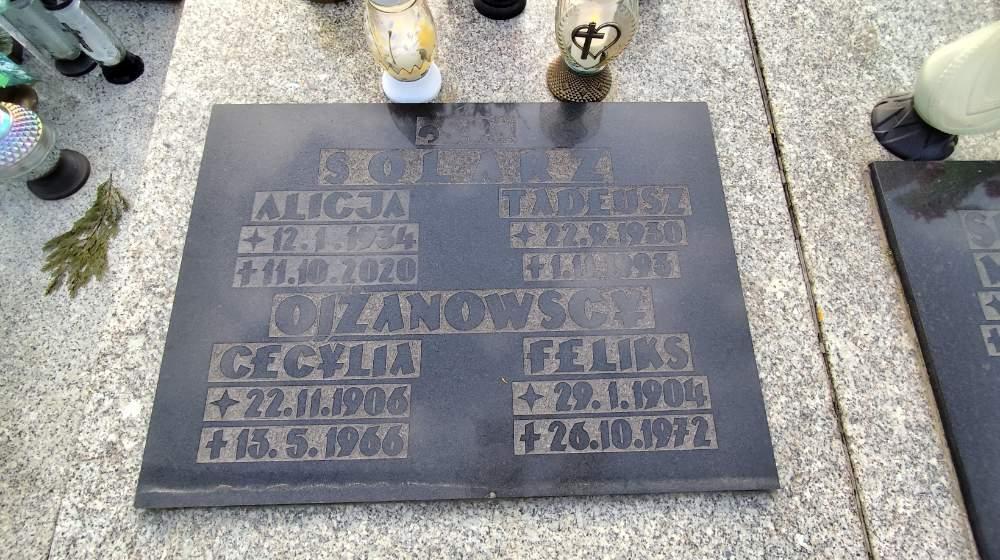 SOLARZ
ALICJA TADEUSZ
✦ 12.1.1934 ✦ 22.9.1930
✝ 11.10.2020
OJŻANOWSCY
CECYLIA FELIKS
✦ 22.11.1906 ✦ 29.1.1904
✝ 13.5.1966 ✝ 26.10.1972